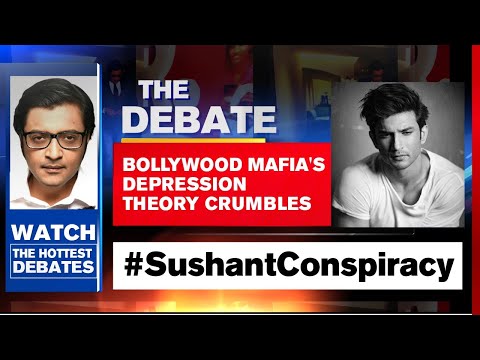 THE
DEBATE
BOLLYWOOD MAFIA'S
DEPRESSION
THEORY CRUMBLES
WATCH
THE HOTTEST
DEBATES
#SushantConspiracy